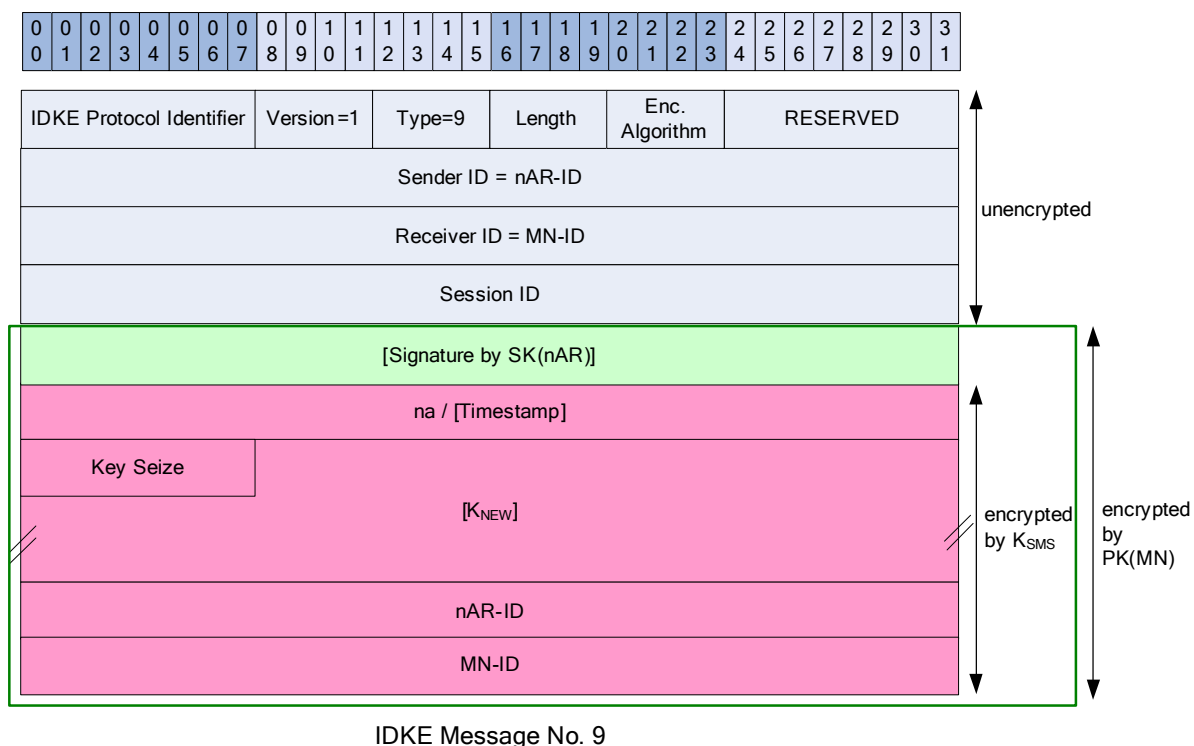 0 0 0 0 0 0 0 0 0 0 1 1 1 1 1 1 1 1 1 1 2 2 2 2 2 2 2 2 2 2 3 3
0 1 2 3 4 5 6 7 8 9 0 1 2 3 4 5 6 7 8 9 0 1 2 3 4 5 6 7 8 9 0 1
IDKE Protocol Identifier
Version=1
Type=9
Length
Enc.
Algorithm
RESERVED
Sender ID = nAR-ID
Receiver ID = MN-ID
Session ID
unencrypted
[Signature by SK(nAR)]
na / [Timestamp]
Key Seize
[KNEW]
nAR-ID
MN-ID
encrypted
by KSMS
encrypted
by
PK(MN)
IDKE Message No. 9